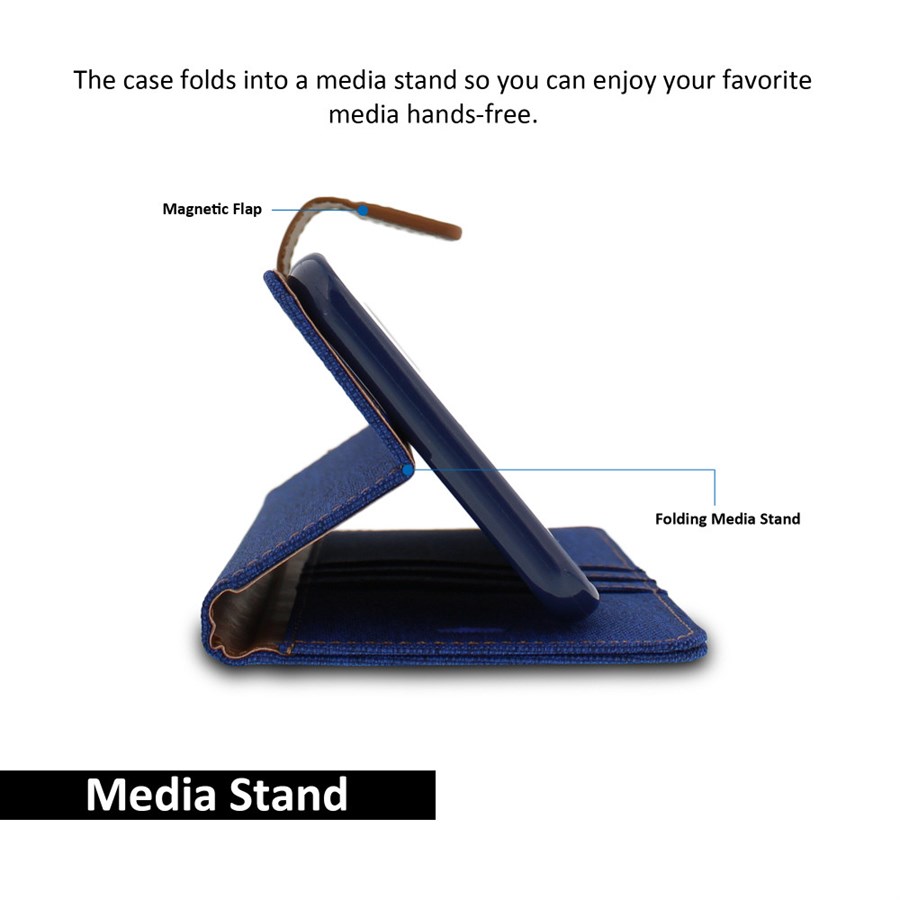 The case folds into a media stand so you can enjoy your favorite
media hands-free.
Magnetic Flap
Folding Media Stand
Media Stand